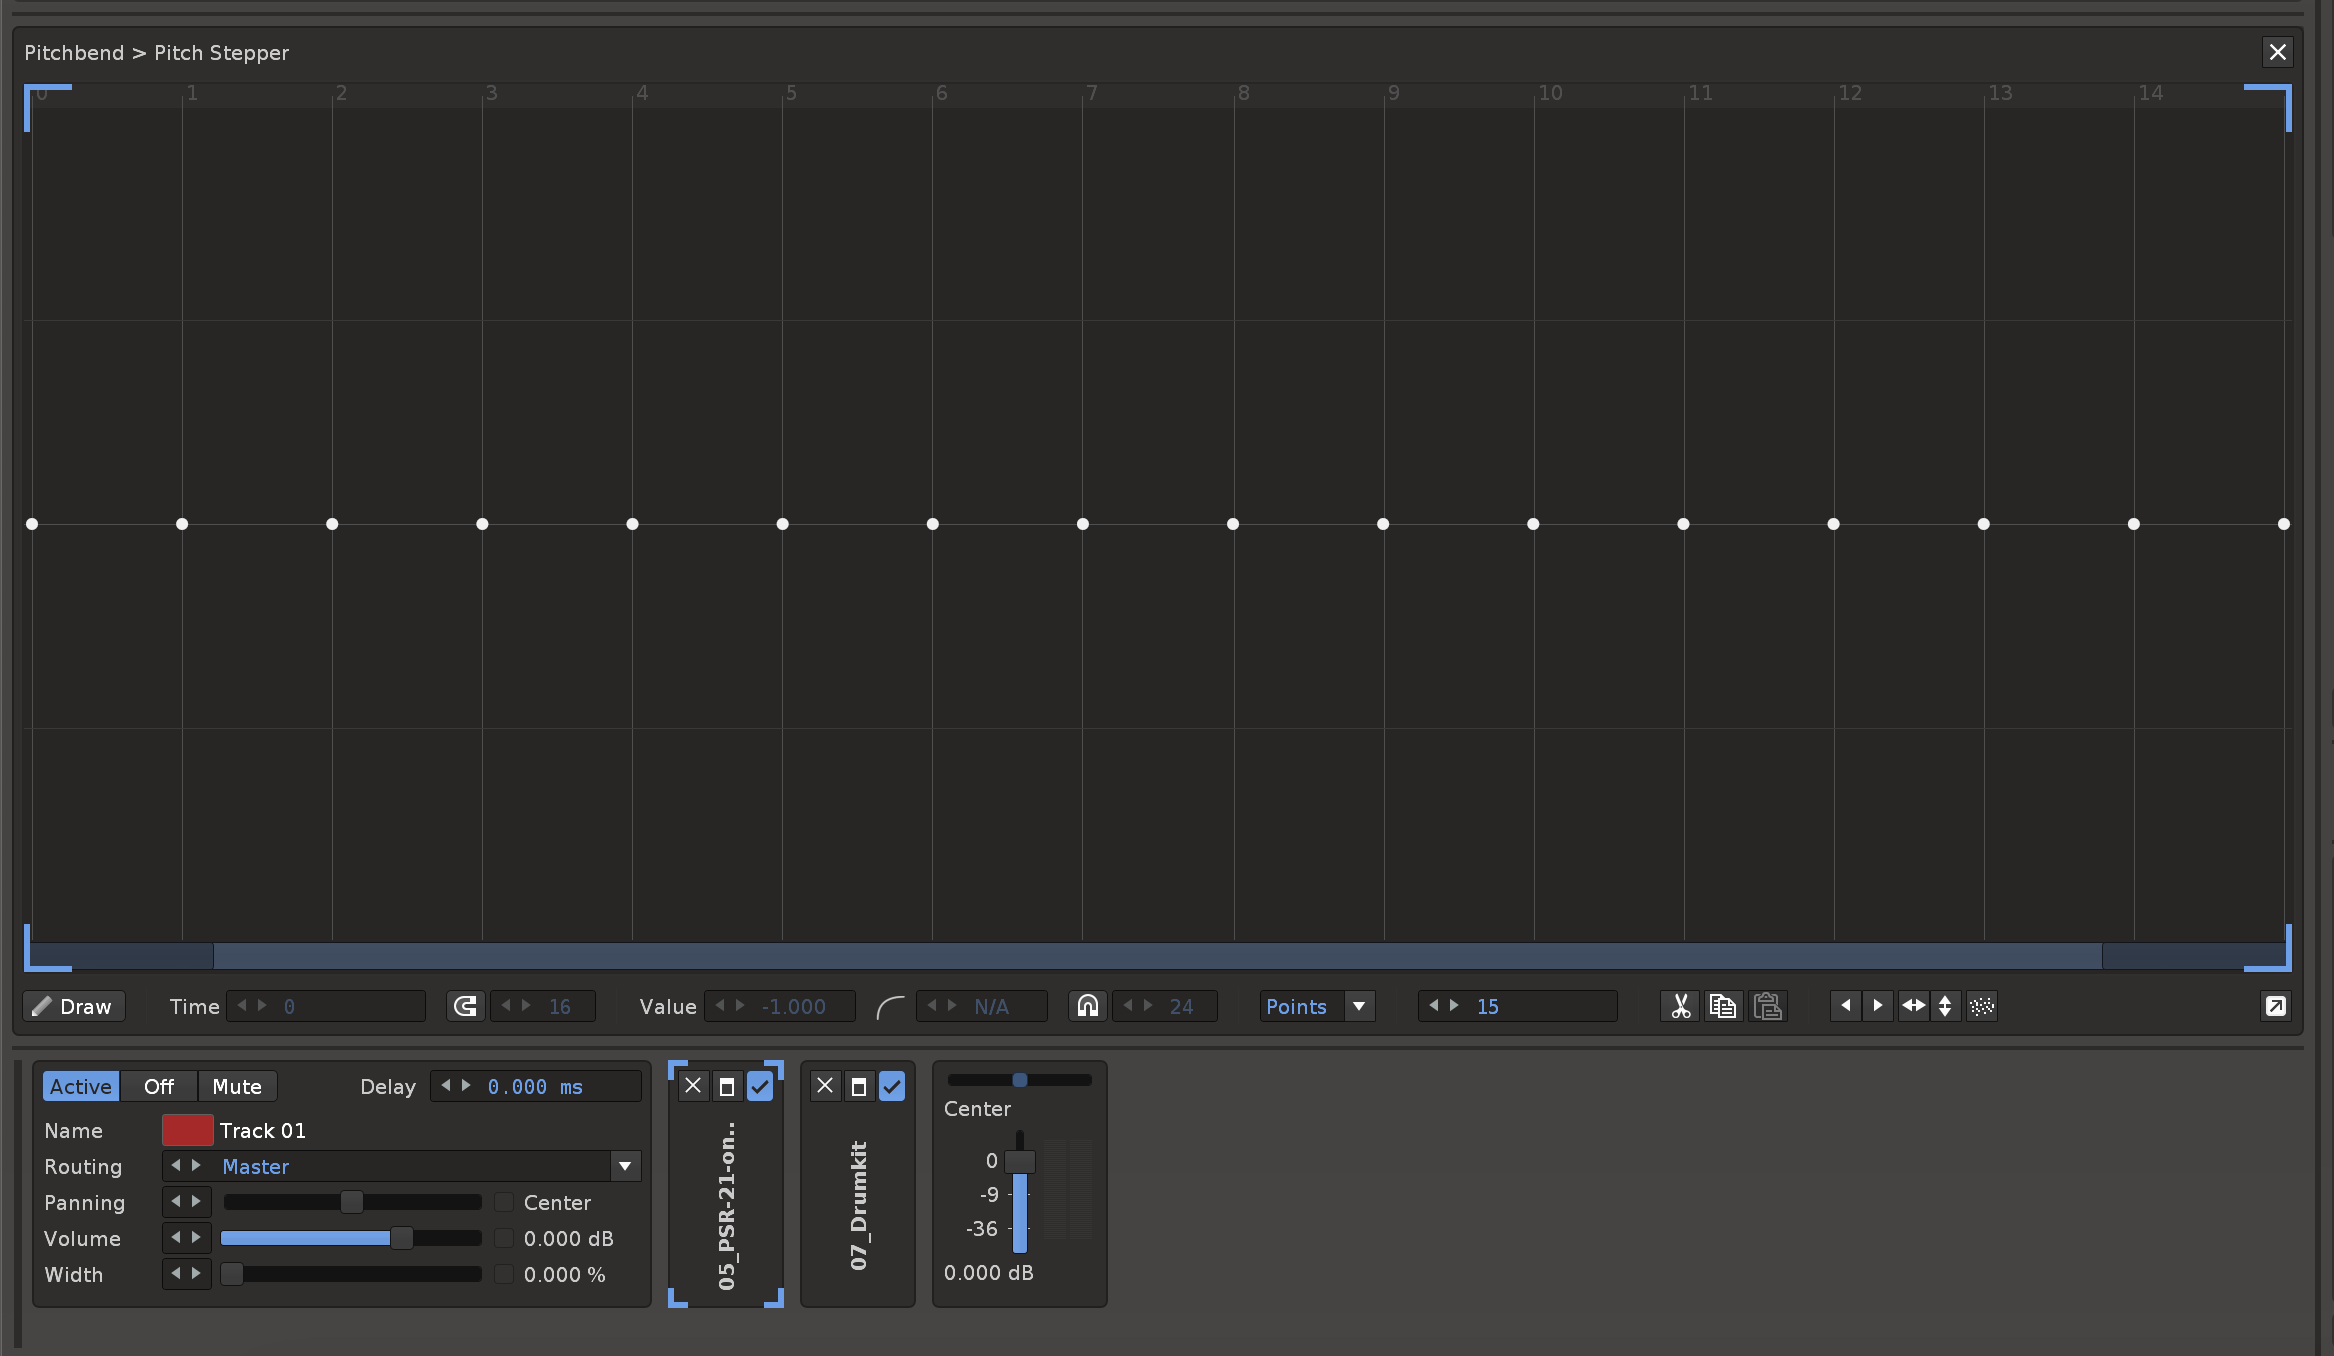 Pitchbend > Pitch Stepper
0 1 2 3 4 5 6 7 8 9 10 11 12 13 14
Draw Time 0 16 Value -1.000 N/A 24 Points 15
Active Off Mute Delay 0.000 ms
Name Track 01
Routing Master
Panning Center
Volume 0.000 dB
Width 0.000 %
05_PSR-21-on..
07_Drumkit
Center
0
-9
-36
0.000 dB